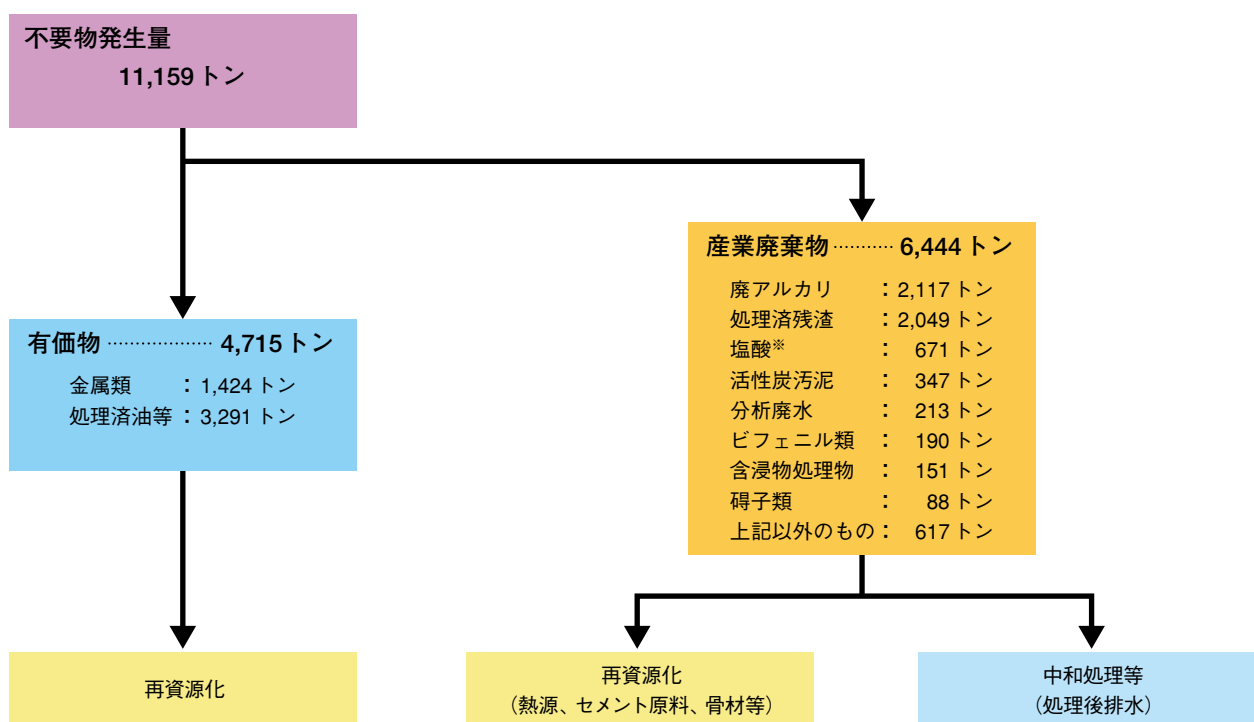 不要物発生量
11,159 トン
産業廃棄物 ··········· 6,444 トン
廃アルカリ : 2,117 トン
処理済残渣 : 2,049 トン
塩酸※ : 671 トン
活性炭汚泥 : 347 トン
分析廃水 : 213 トン
ビフェニル類 : 190 トン
含浸物処理物 : 151 トン
碍子類 : 88 トン
上記以外のもの : 617 トン
有価物 ··················· 4,715 トン
金属類 : 1,424 トン
処理済油等 : 3,291 トン
再資源化
再資源化
（熱源、セメント原料、骨材等）
中和処理等
（処理後排水）